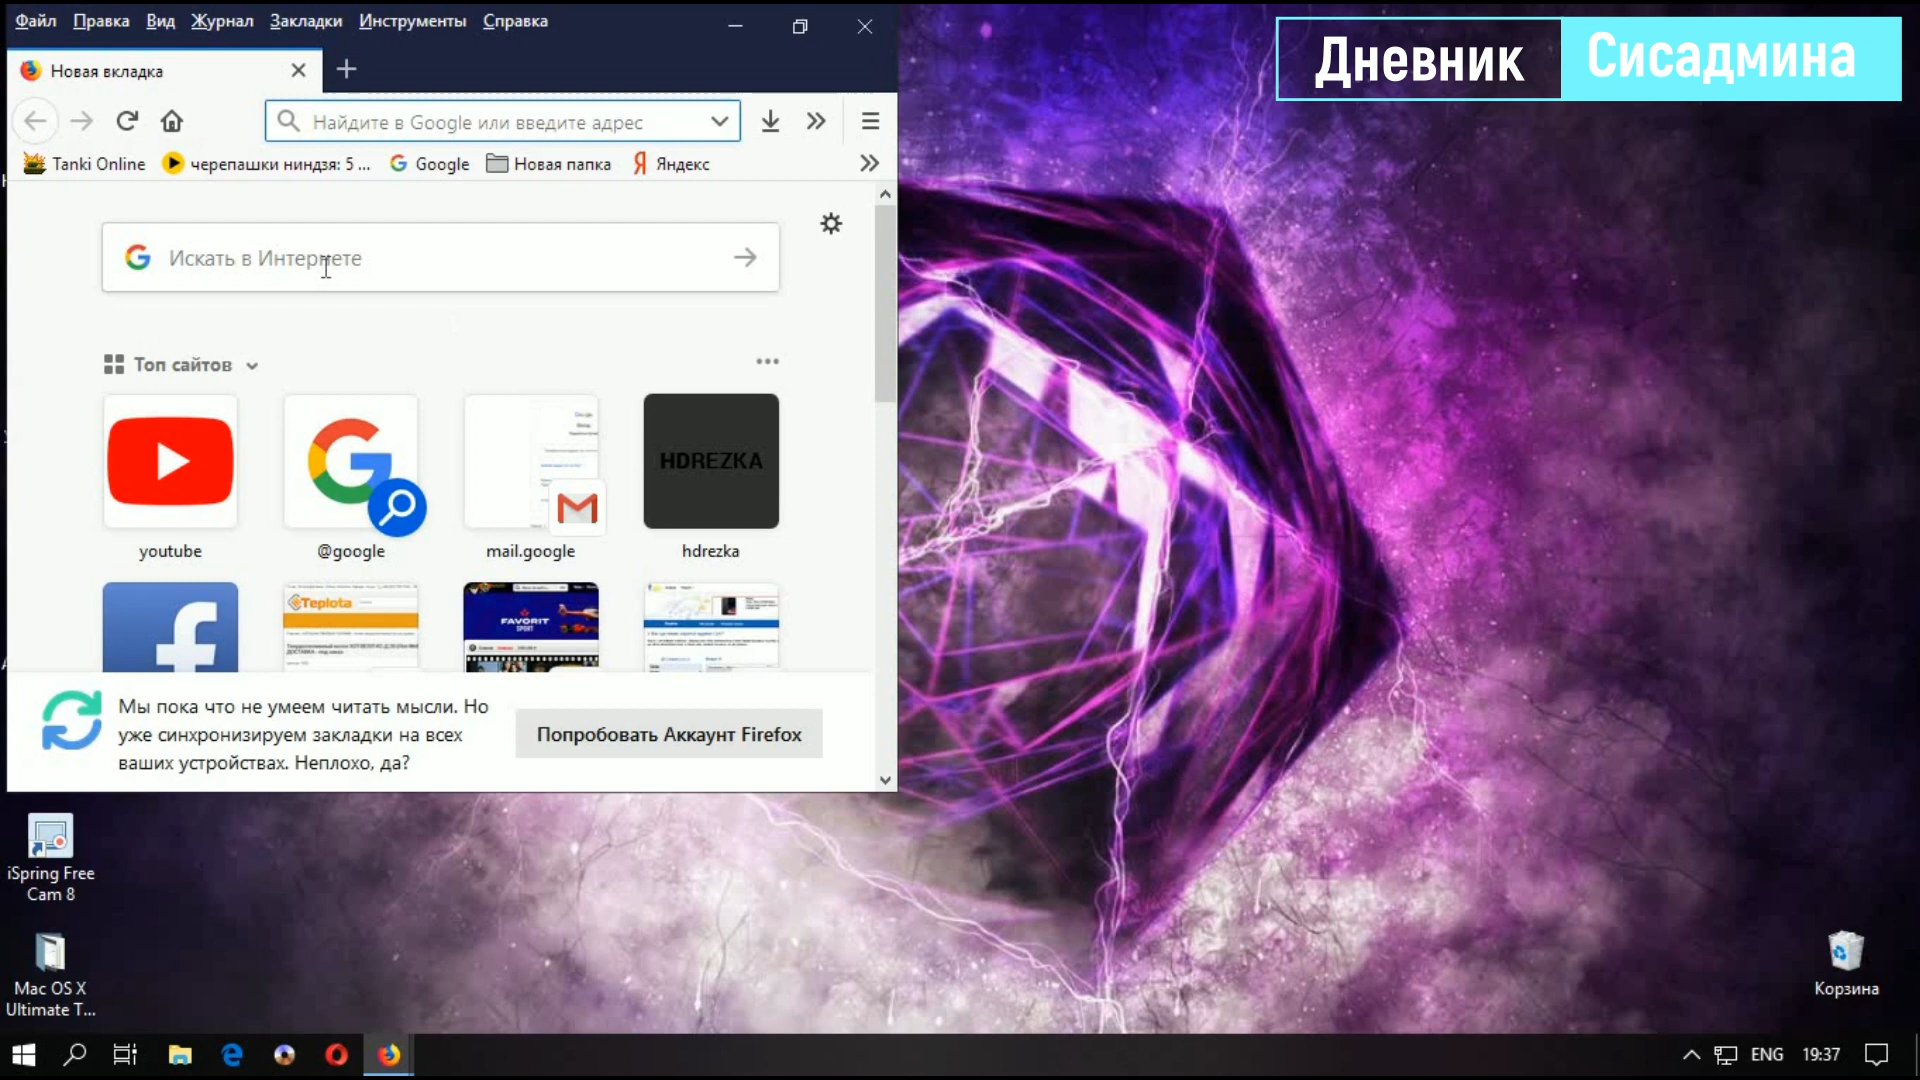 Файл Правка Вид Журнал Закладки Инструменты Справка
Дневник Сисадмина
Новая вкладка
Найдите в Google или введите адрес
Tanki Online черепашки ниндзя: 5 ... Google Новая папка Яндекс
Искать в Интернете
Топ сайтов
HDREZKA
youtube @google mail.google hdrezka
Teplota
FAVORIT
SPORT
Мы пока что не умеем читать мысли. Но
уже синхронизируем закладки на всех
ваших устройствах. Неплохо, да?
Попробовать Аккаунт Firefox
iSpring Free
Cam 8
Mac OS X
Ultimate T...
Корзина
ENG 19:37